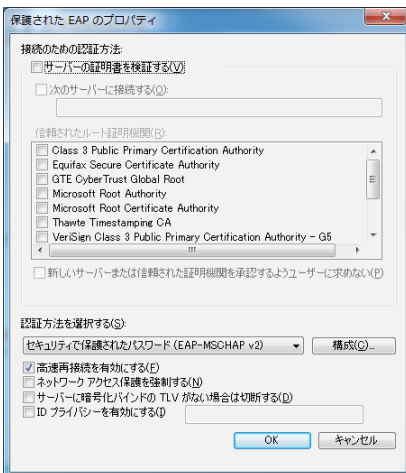 保護された EAP のプロパティ
接続のための認証方法:
サーバーの証明書を検証する(V)
次のサーバーに接続する(O):
信頼されたルート証明機関(R):
Class 3 Public Primary Certification Authority
Equifax Secure Certificate Authority
GTE CyberTrust Global Root
Microsoft Root Authority
Microsoft Root Certificate Authority
Thawte Timestamping CA
VeriSign Class 3 Public Primary Certification Authority - G5
新しいサーバーまたは信頼された証明機関を承認するようユーザーに求めない(P)
認証方法を選択する(S):
セキュリティで保護されたパスワード (EAP-MSCHAP v2)
構成(C)...
高速再接続を有効にする(F)
ネットワーク アクセス保護を強制する(N)
サーバーに暗号化バインドの TLV がない場合は切断する(D)
ID プライバシーを有効にする(I)
OK
キャンセル